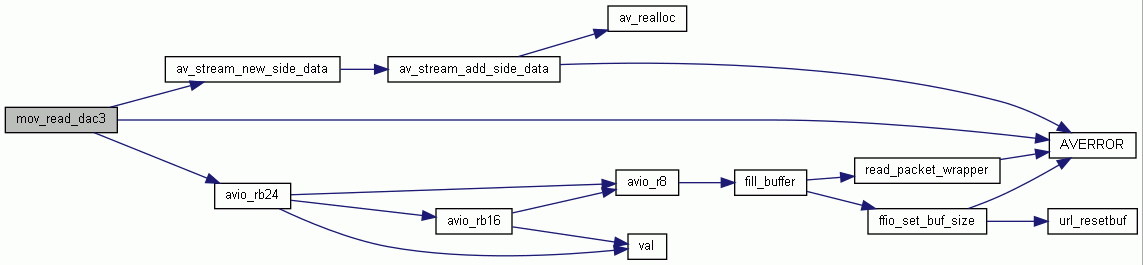 av_realloc
av_stream_new_side_data
av_stream_add_side_data
mov_read_dac3
AVERROR
read_packet_wrapper
avio_r8
fill_buffer
avio_rb24
avio_rb16
ffio_set_buf_size
url_resetbuf
val